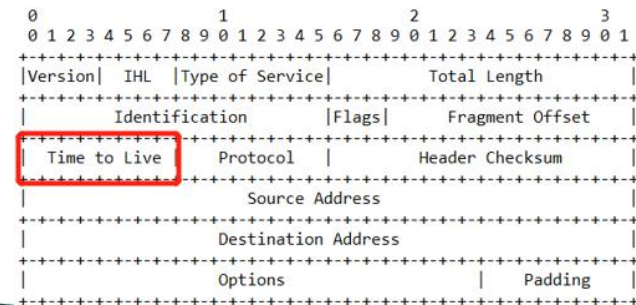 0                   1                   2                   3
0 1 2 3 4 5 6 7 8 9 0 1 2 3 4 5 6 7 8 9 0 1 2 3 4 5 6 7 8 9 0 1
+-+-+-+-+-+-+-+-+-+-+-+-+-+-+-+-+-+-+-+-+-+-+-+-+-+-+-+-+-+-+-+-+
|Version|  IHL  |Type of Service|          Total Length         |
+-+-+-+-+-+-+-+-+-+-+-+-+-+-+-+-+-+-+-+-+-+-+-+-+-+-+-+-+-+-+-+-+
|         Identification        |Flags|      Fragment Offset    |
+-+-+-+-+-+-+-+-+-+-+-+-+-+-+-+-+-+-+-+-+-+-+-+-+-+-+-+-+-+-+-+-+
|  Time to Live |    Protocol   |         Header Checksum       |
+-+-+-+-+-+-+-+-+-+-+-+-+-+-+-+-+-+-+-+-+-+-+-+-+-+-+-+-+-+-+-+-+
|                       Source Address                          |
+-+-+-+-+-+-+-+-+-+-+-+-+-+-+-+-+-+-+-+-+-+-+-+-+-+-+-+-+-+-+-+-+
|                    Destination Address                        |
+-+-+-+-+-+-+-+-+-+-+-+-+-+-+-+-+-+-+-+-+-+-+-+-+-+-+-+-+-+-+-+-+
|                    Options                    |    Padding    |
+-+-+-+-+-+-+-+-+-+-+-+-+-+-+-+-+-+-+-+-+-+-+-+-+-+-+-+-+-+-+-+-+